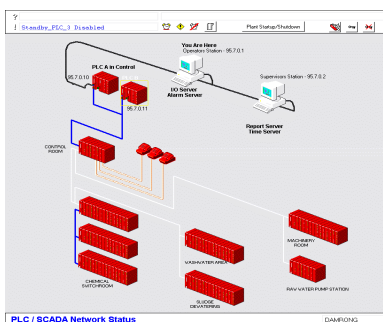 ?
! Standby_PLC_3 Disabled
Plant Startup/Shutdown
You Are Here
Operators Station - 95.7.0.1
PLC A in Control
95.7.0.10
Supervisors Station - 95.7.0.2
I/O Server
Alarm Server
95.7.0.11
Report Server
Time Server
CONTROL
ROOM
MACHINERY
ROOM
WASHWATER AREA
CHEMICAL
SWITCHROOM
RAW WATER PUMP STATION
SLUDGE
DEWATERING
PLC / SCADA Network Status
DAMRONG